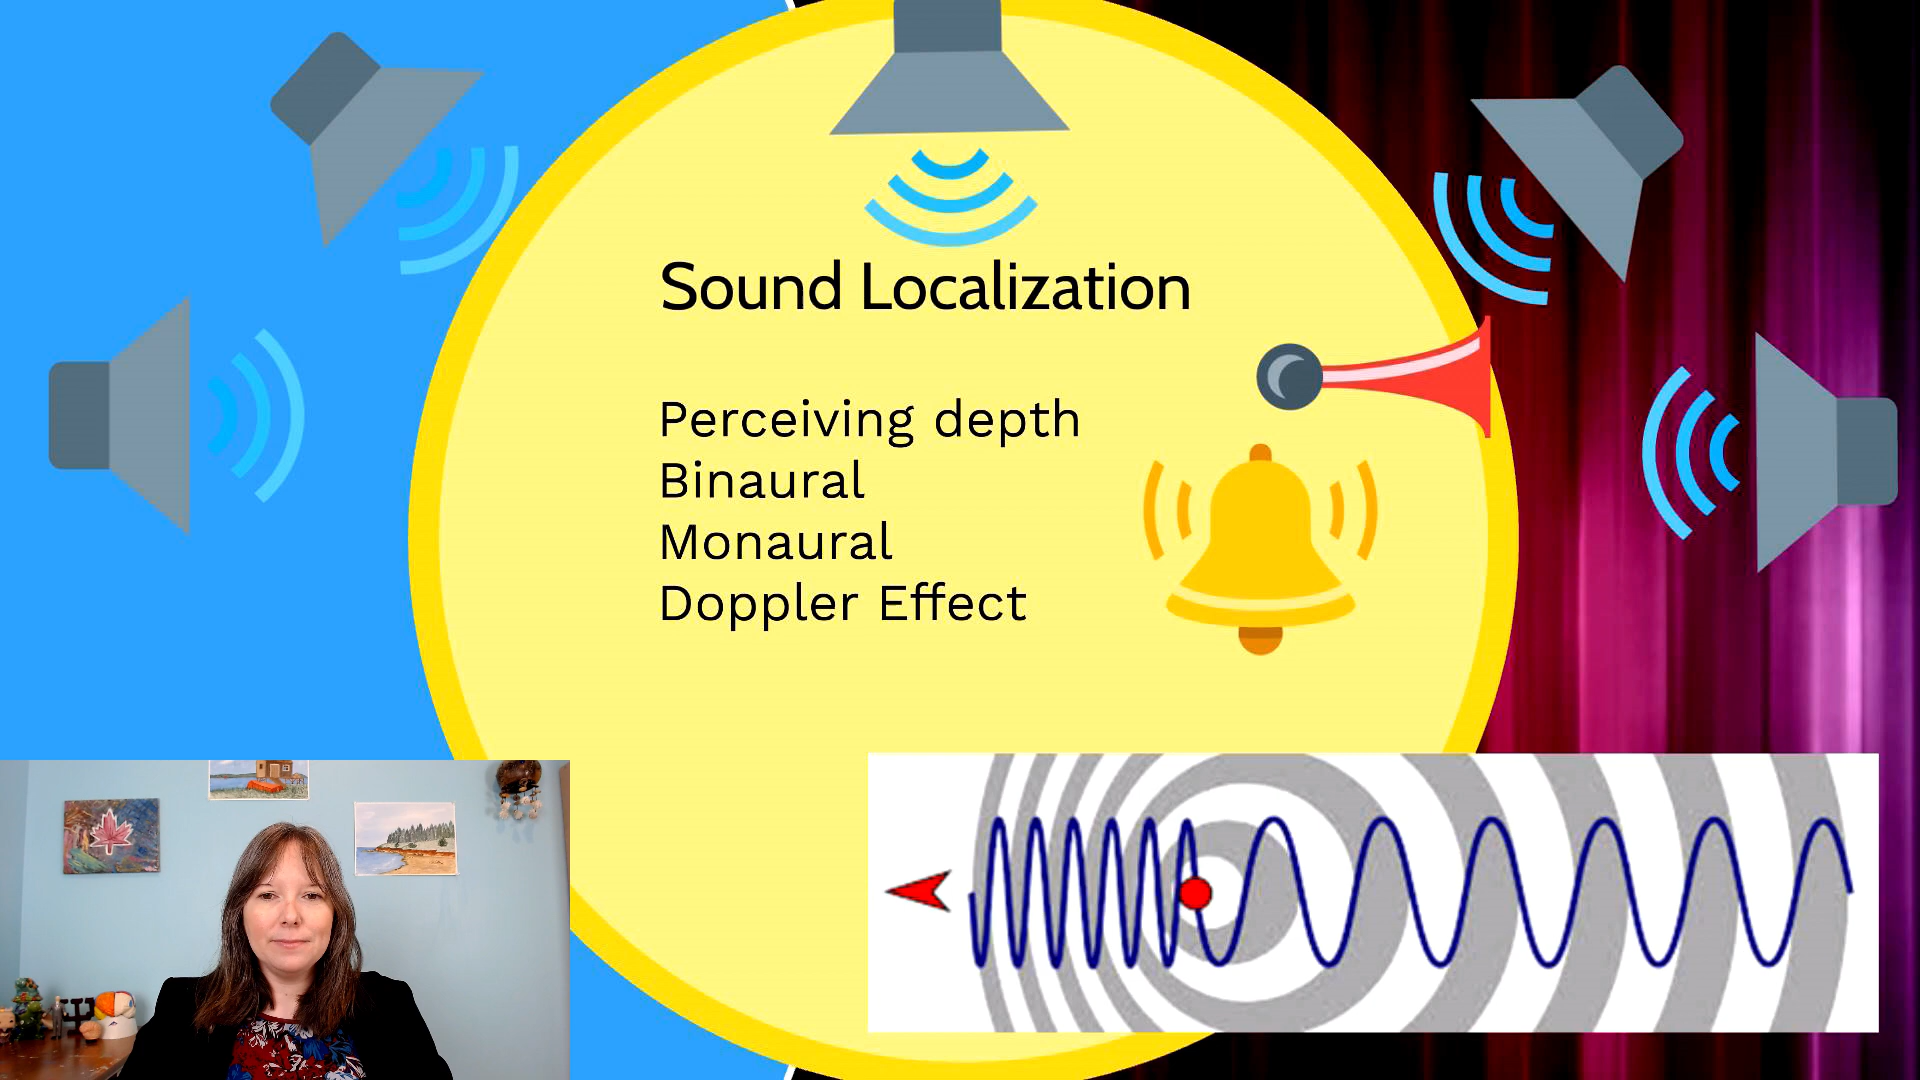 Sound Localization
Perceiving depth
Binaural
Monaural
Doppler Effect